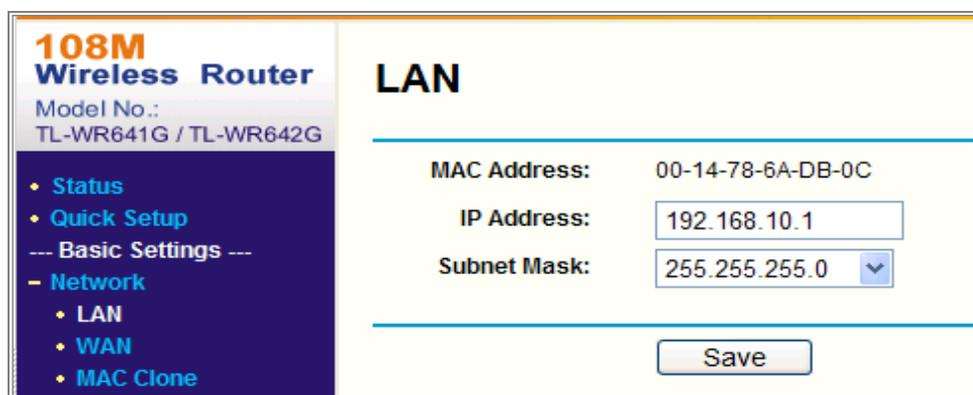 108M
Wireless Router
Model No.:
TL-WR641G / TL-WR642G
• Status
• Quick Setup
--- Basic Settings ---
– Network
• LAN
• WAN
• MAC Clone
LAN
MAC Address: 00-14-78-6A-DB-0C
IP Address: 192.168.10.1
Subnet Mask: 255.255.255.0
Save